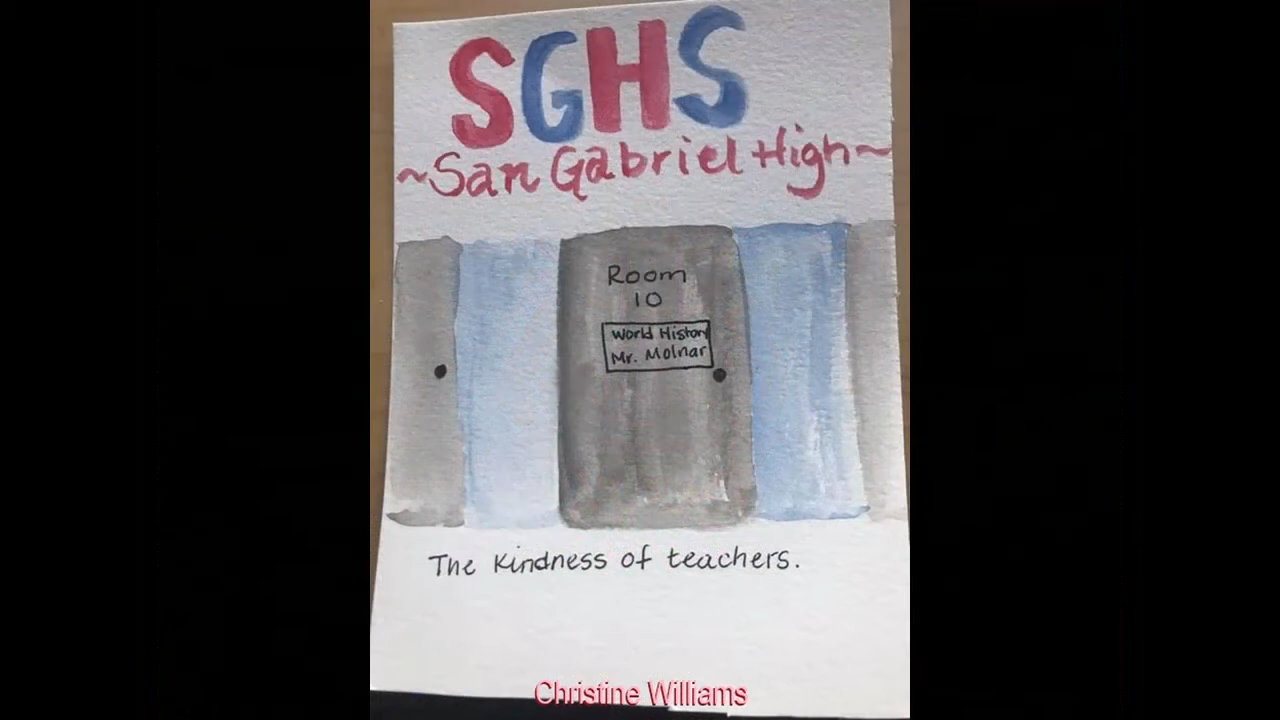 SGHS
~San Gabriel High~
Room
10
World History
Mr. Molnar
The kindness of teachers.
Christine Williams